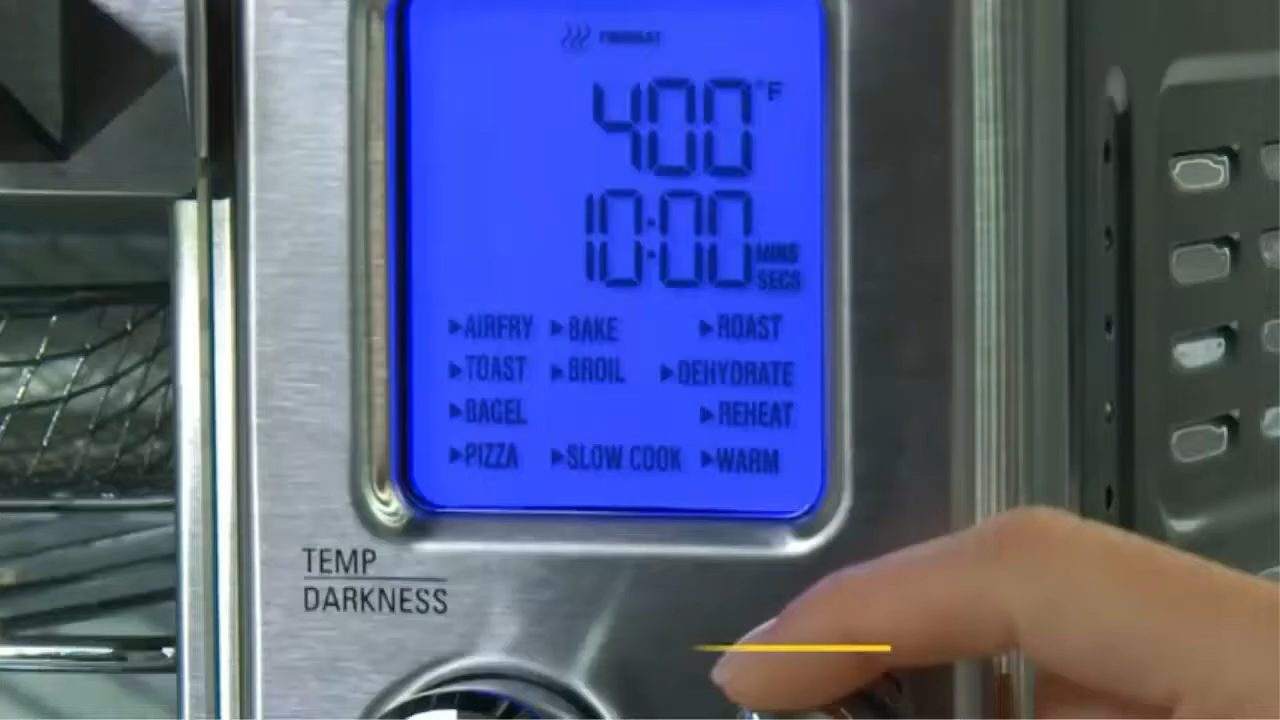 400°F
10:00 MINS SECS
▶AIRFRY ▶BAKE ▶ROAST
▶TOAST ▶BROIL ▶DEHYDRATE
▶BAGEL ▶REHEAT
▶PIZZA ▶SLOW COOK ▶WARM
TEMP
DARKNESS